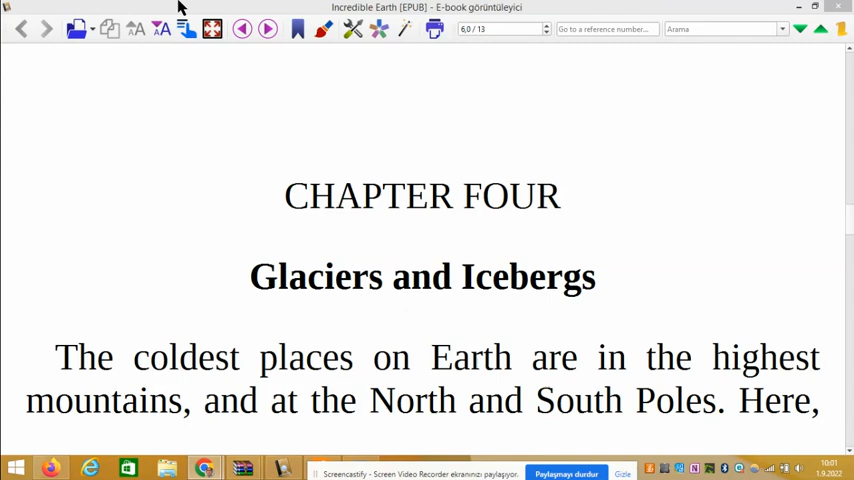 Incredible Earth [EPUB] - E-book görüntüleyici
6,0 / 13
Go to a reference number...
Arama
CHAPTER FOUR
Glaciers and Icebergs
The coldest places on Earth are in the highest
mountains, and at the North and South Poles. Here,
Screencastify - Screen Video Recorder ekranınızı paylaşıyor.
Paylaşmayı durdur
Gizle
10:01
1.9.2022